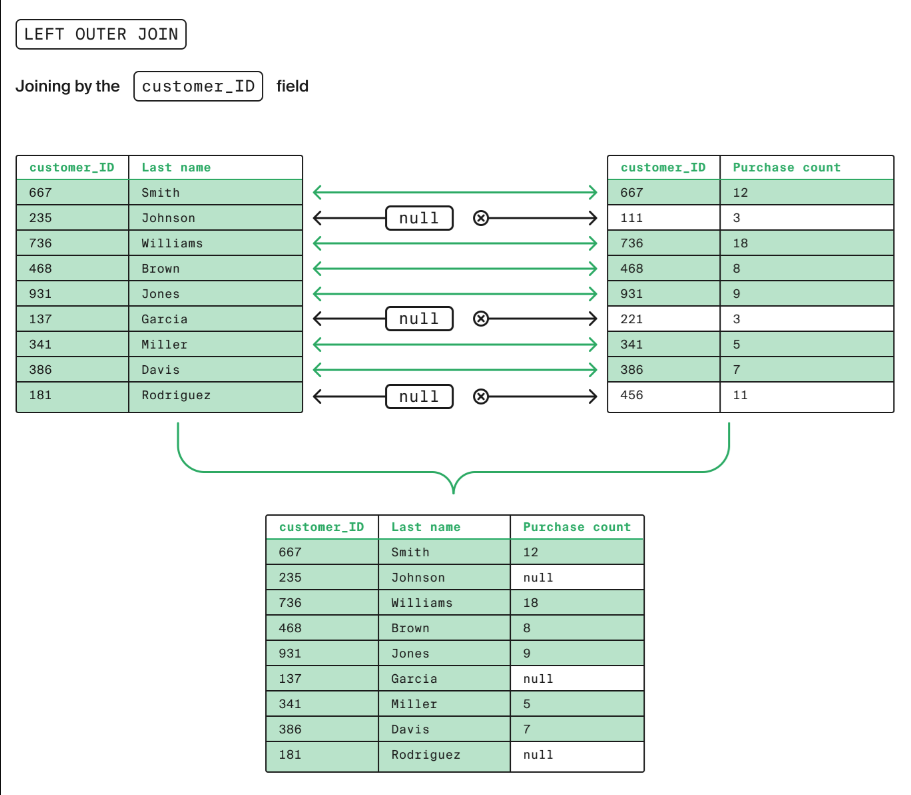 LEFT OUTER JOIN
Joining by the customer_ID field
customer_ID Last name customer_ID Purchase count
667 Smith 667 12
235 Johnson null 111 3
736 Williams 736 18
468 Brown 468 8
931 Jones 931 9
137 Garcia null 221 3
341 Miller 341 5
386 Davis 386 7
181 Rodriguez null 456 11
customer_ID Last name Purchase count
667 Smith 12
235 Johnson null
736 Williams 18
468 Brown 8
931 Jones 9
137 Garcia null
341 Miller 5
386 Davis 7
181 Rodriguez null